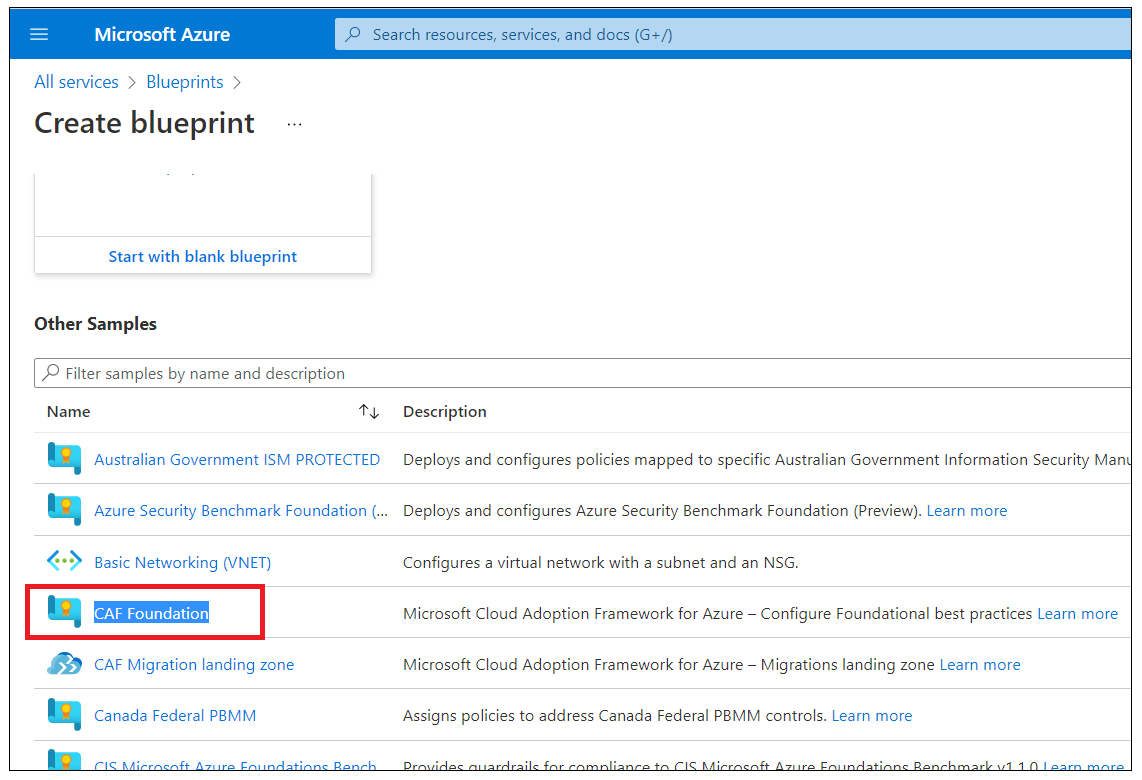 Microsoft Azure
Search resources, services, and docs (G+/)
All services > Blueprints >
Create blueprint ...
Start with blank blueprint
Other Samples
Filter samples by name and description
Name ↑↓ Description
Australian Government ISM PROTECTED Deploys and configures policies mapped to specific Australian Government Information Security Manu
Azure Security Benchmark Foundation (... Deploys and configures Azure Security Benchmark Foundation (Preview). Learn more
Basic Networking (VNET) Configures a virtual network with a subnet and an NSG.
CAF Foundation Microsoft Cloud Adoption Framework for Azure – Configure Foundational best practices Learn more
CAF Migration landing zone Microsoft Cloud Adoption Framework for Azure – Migrations landing zone Learn more
Canada Federal PBMM Assigns policies to address Canada Federal PBMM controls. Learn more
CIS Microsoft Azure Foundations Bench Provides guardrails for compliance to CIS Microsoft Azure Foundations Benchmark v1.1.0 Learn more